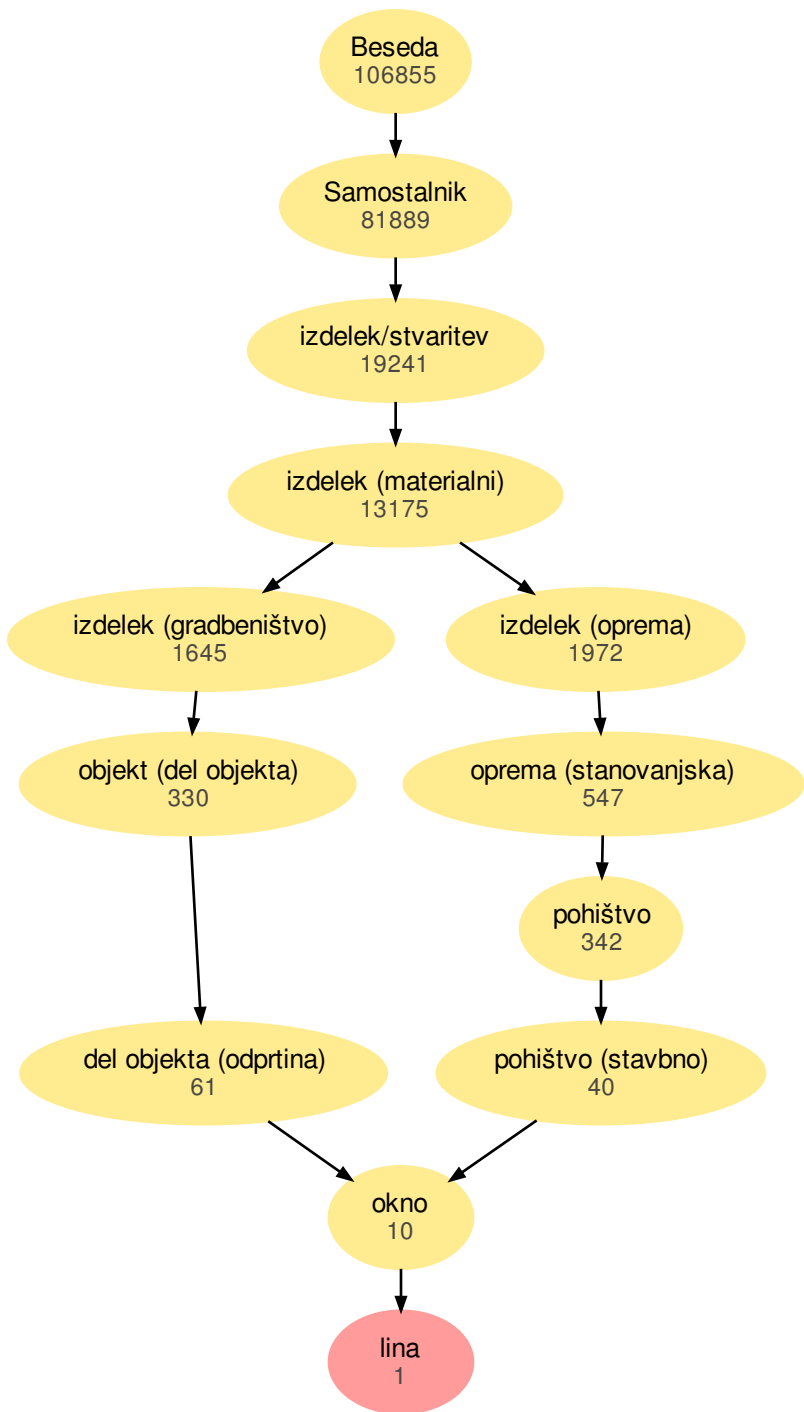 Beseda
106855
Samostalnik
81889
izdelek/stvaritev
19241
izdelek (materialni)
13175
izdelek (gradbeništvo)
1645
izdelek (oprema)
1972
objekt (del objekta)
330
oprema (stanovanjska)
547
pohištvo
342
del objekta (odprtina)
61
pohištvo (stavbno)
40
okno
10
lina
1